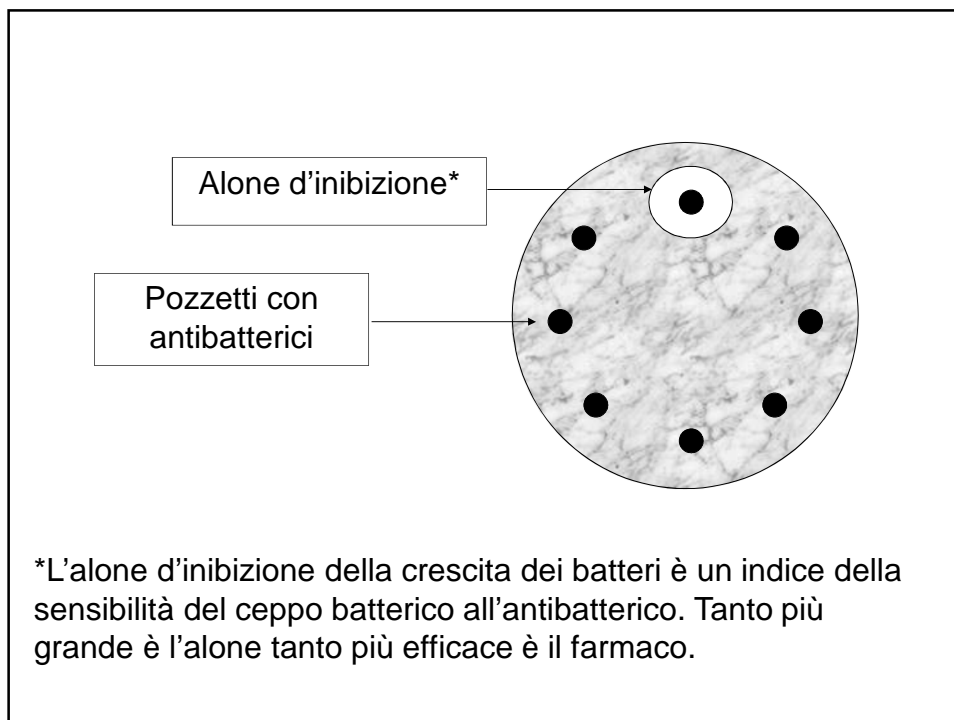 Alone d’inibizione*
Pozzetti con
antibatterici
*L’alone d’inibizione della crescita dei batteri è un indice della
sensibilità del ceppo batterico all’antibatterico. Tanto più
grande è l’alone tanto più efficace è il farmaco.